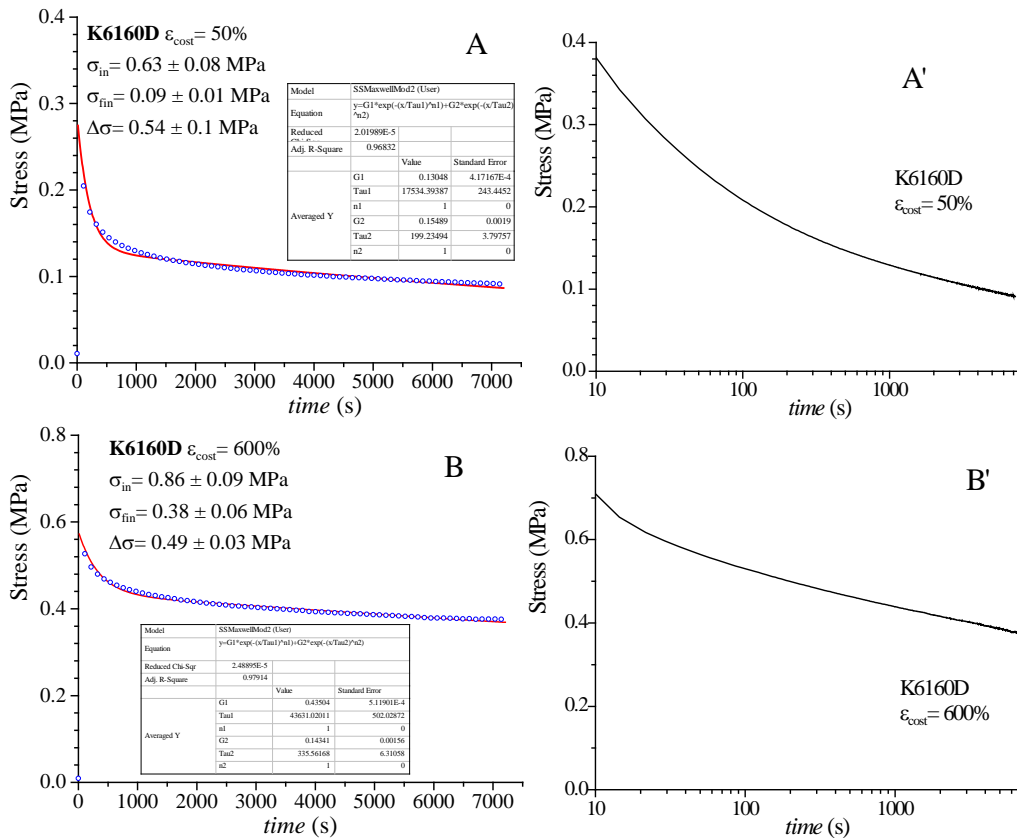 K6160D εcost= 50%
σin= 0.63 ± 0.08 MPa
σfin= 0.09 ± 0.01 MPa
Δσ= 0.54 ± 0.1 MPa
A
Model SSMaxwellMod2 (User)
Equation y=G1*exp(-(x/Tau1)^n1)+G2*exp(-(x/Tau2)
^n2)
Reduced 2.01989E-5
Adj. R-Square 0.96832
Value Standard Error
Averaged Y
G1 0.13048 4.17167E-4
Tau1 17534.39387 243.4452
n1 1 0
G2 0.15489 0.0019
Tau2 199.23494 3.79757
n2 1 0
Stress (MPa)
0.4
0.3
0.2
0.1
0.0
0 1000 2000 3000 4000 5000 6000 7000
time (s)
A'
K6160D
εcost= 50%
Stress (MPa)
0.4
0.3
0.2
0.1
0.0
10 100 1000
time (s)
K6160D εcost= 600%
σin= 0.86 ± 0.09 MPa
σfin= 0.38 ± 0.06 MPa
Δσ= 0.49 ± 0.03 MPa
B
Model SSMaxwellMod2 (User)
Equation y=G1*exp(-(x/Tau1)^n1)+G2*exp(-(x/Tau2)^n2)
Reduced Chi-Sqr 2.48895E-5
Adj. R-Square 0.97914
Value Standard Error
Averaged Y
G1 0.43504 5.11901E-4
Tau1 43631.02011 502.02872
n1 1 0
G2 0.14341 0.00156
Tau2 335.56168 6.31058
n2 1 0
Stress (MPa)
0.8
0.6
0.4
0.2
0.0
0 1000 2000 3000 4000 5000 6000 7000
time (s)
B'
K6160D
εcost= 600%
Stress (MPa)
0.8
0.6
0.4
0.2
0.0
10 100 1000
time (s)